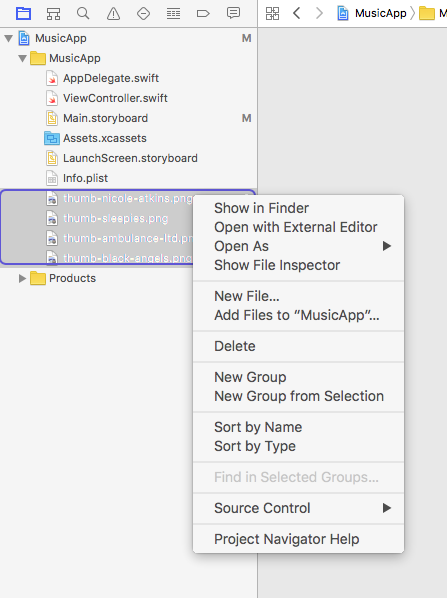 MusicApp
M
MusicApp
M
MusicApp
AppDelegate.swift
ViewController.swift
Main.storyboard
M
Assets.xcassets
LaunchScreen.storyboard
Info.plist
thumb-nicole-atkins.png
thumb-sleepies.png
thumb-ambulance-ltd.pn
thumb-black-angels.png
Products
Show in Finder
Open with External Editor
Open As
Show File Inspector
New File...
Add Files to “MusicApp”...
Delete
New Group
New Group from Selection
Sort by Name
Sort by Type
Find in Selected Groups...
Source Control
Project Navigator Help